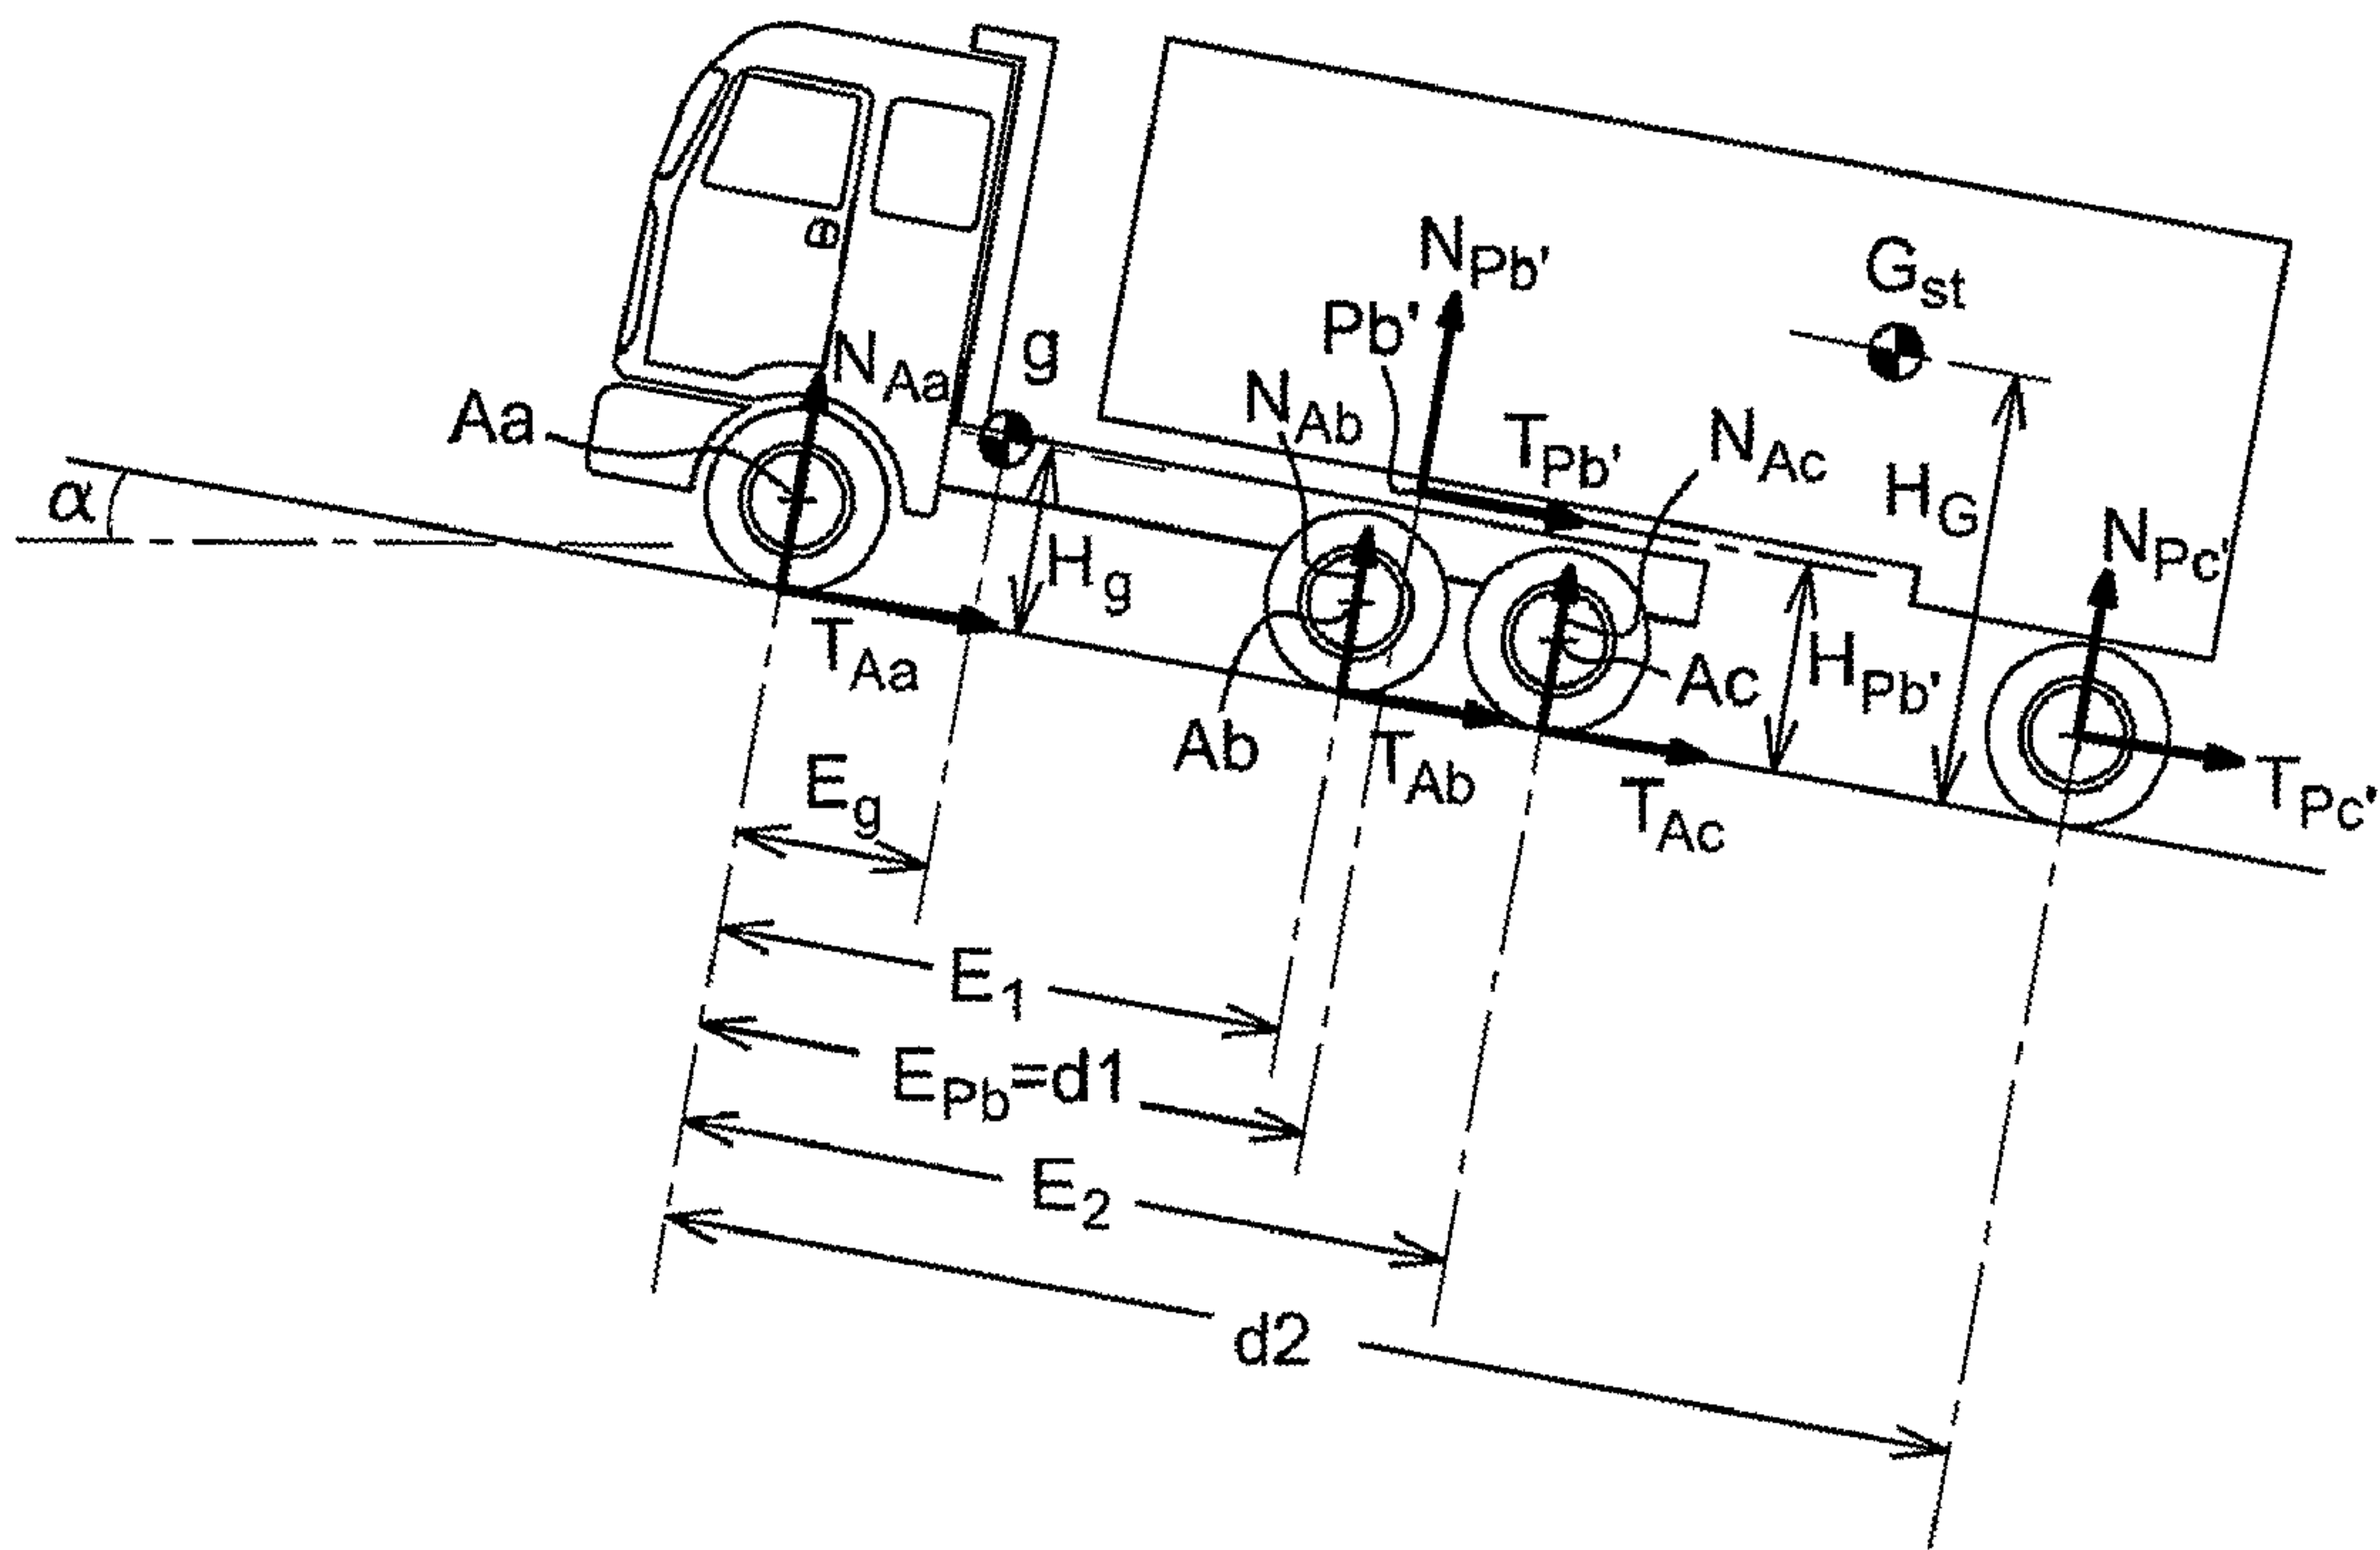 N_Pb'
G_st
Pb'
g
N_Aa
N_Ab
Aa
T_Pb'
N_Ac
α
H_G
N_Pc'
H_g
T_Aa
H_Pb'
Ac
Ab
T_Ab
E_g
T_Ac
T_Pc'
E_1
E_Pb=d1
E_2
d2